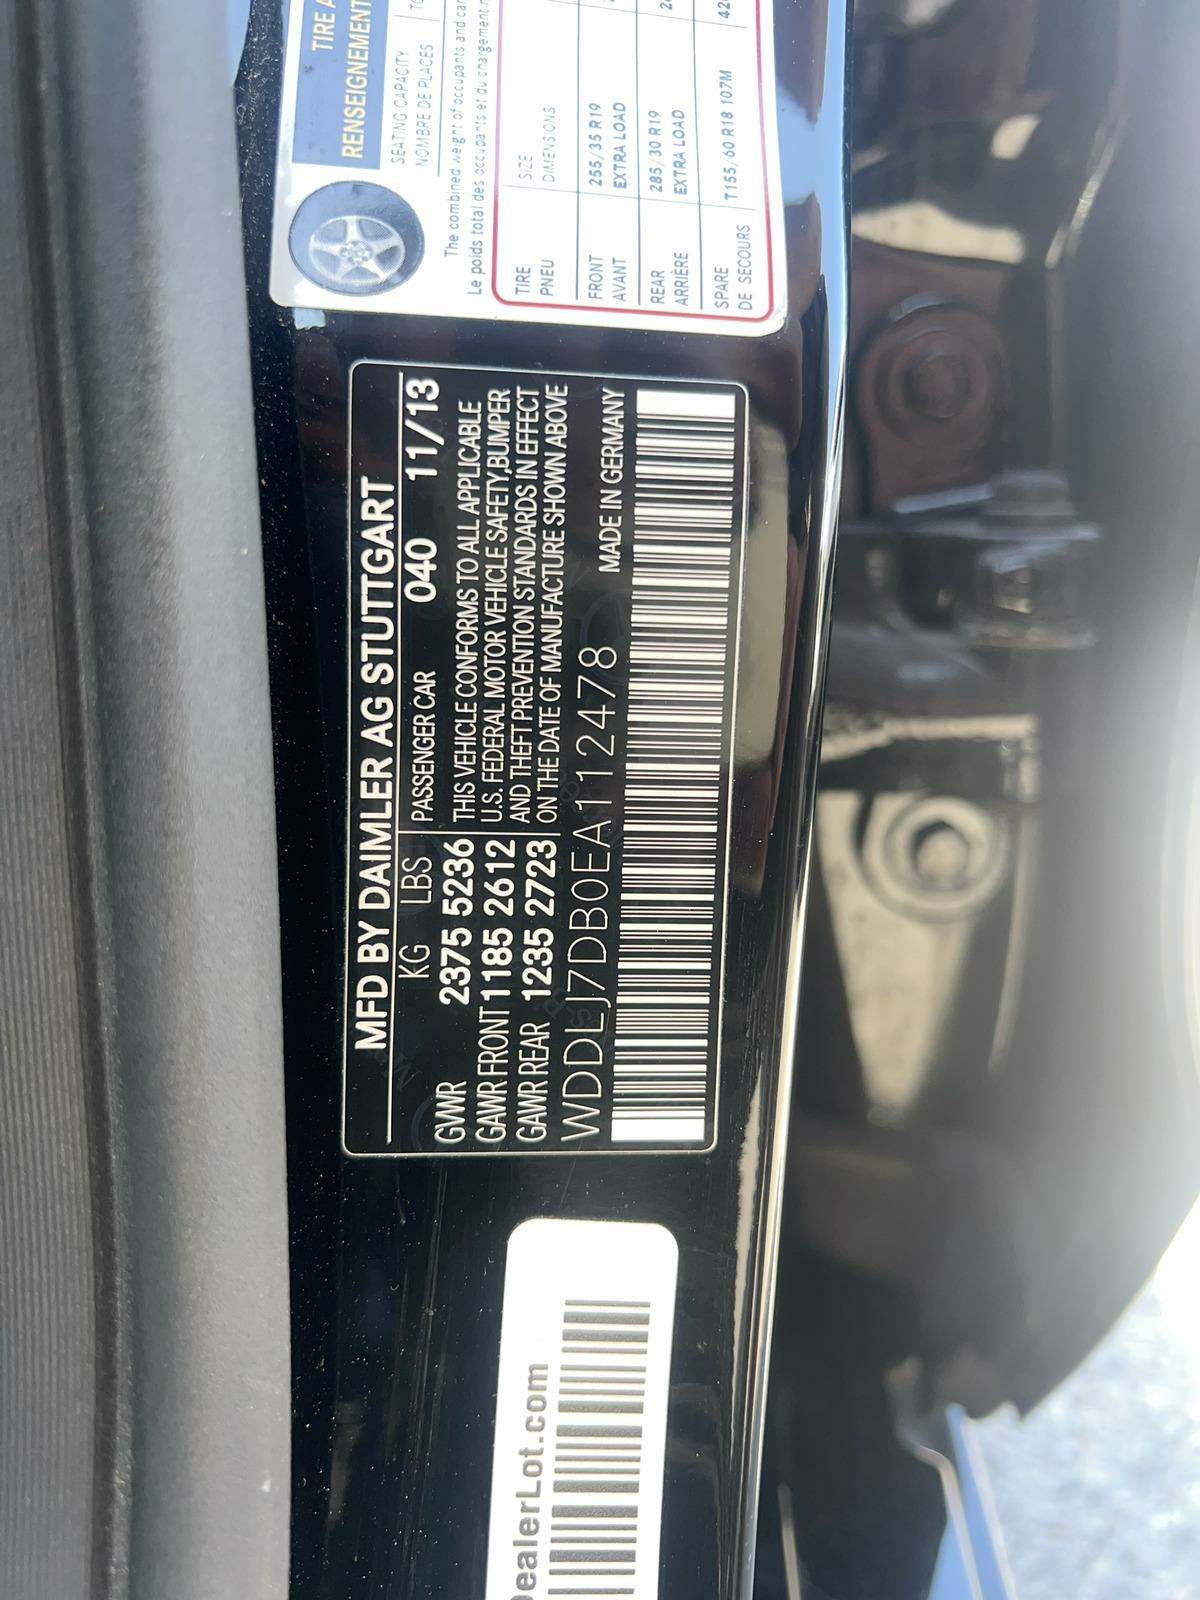 TIRE A
RENSEIGNEMENT
SEATING CAPACITY
NOMBRE DE PLACES
The combined weight of occupants and
Le poids total des occupants et du chargement
TIRE SIZE
PNEU DIMENSIONS
FRONT 255/35 R19
AVANT EXTRA LOAD
REAR 285/30 R19
ARRIÈRE EXTRA LOAD
SPARE T155/60 R18 107M 420
DE SECOURS
MFD BY DAIMLER AG STUTTGART
KG LBS PASSENGER CAR 040 11/13
GWR 2375 5236 THIS VEHICLE CONFORMS TO ALL APPLICABLE
GAWR FRONT 1185 2612 U.S. FEDERAL MOTOR VEHICLE SAFETY,BUMPER
GAWR REAR 1235 2723 AND THEFT PREVENTION STANDARDS IN EFFECT
ON THE DATE OF MANUFACTURE SHOWN ABOVE
WDDLJ7DB0EA112478 MADE IN GERMANY
DealerLot.com